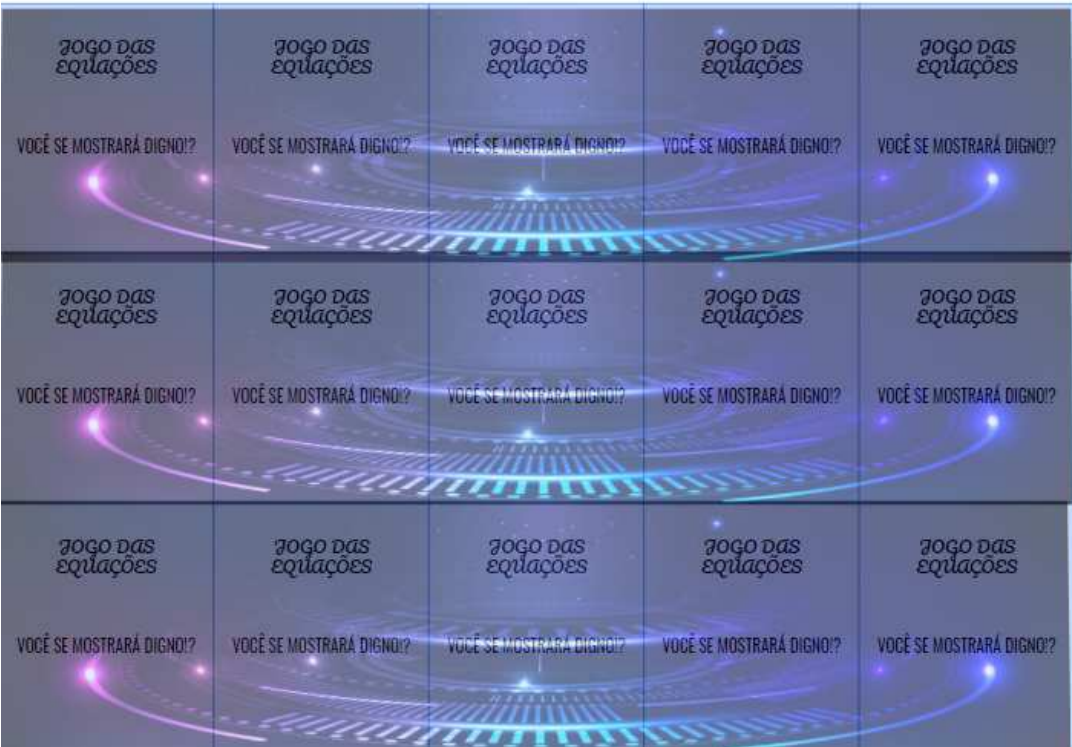 JOGO DAS JOGO DAS JOGO DAS JOGO DAS JOGO DAS
EQUAÇÕES EQUAÇÕES EQUAÇÕES EQUAÇÕES EQUAÇÕES
VOCÊ SE MOSTRARÁ DIGNO!? VOCÊ SE MOSTRARÁ DIGNO!? VOCÊ SE MOSTRARÁ DIGNO!? VOCÊ SE MOSTRARÁ DIGNO!? VOCÊ SE MOSTRARÁ DIGNO!?
JOGO DAS JOGO DAS JOGO DAS JOGO DAS JOGO DAS
EQUAÇÕES EQUAÇÕES EQUAÇÕES EQUAÇÕES EQUAÇÕES
VOCÊ SE MOSTRARÁ DIGNO!? VOCÊ SE MOSTRARÁ DIGNO!? VOCÊ SE MOSTRARÁ DIGNO!? VOCÊ SE MOSTRARÁ DIGNO!? VOCÊ SE MOSTRARÁ DIGNO!?
JOGO DAS JOGO DAS JOGO DAS JOGO DAS JOGO DAS
EQUAÇÕES EQUAÇÕES EQUAÇÕES EQUAÇÕES EQUAÇÕES
VOCÊ SE MOSTRARÁ DIGNO!? VOCÊ SE MOSTRARÁ DIGNO!? VOCÊ SE MOSTRARÁ DIGNO!? VOCÊ SE MOSTRARÁ DIGNO!? VOCÊ SE MOSTRARÁ DIGNO!?